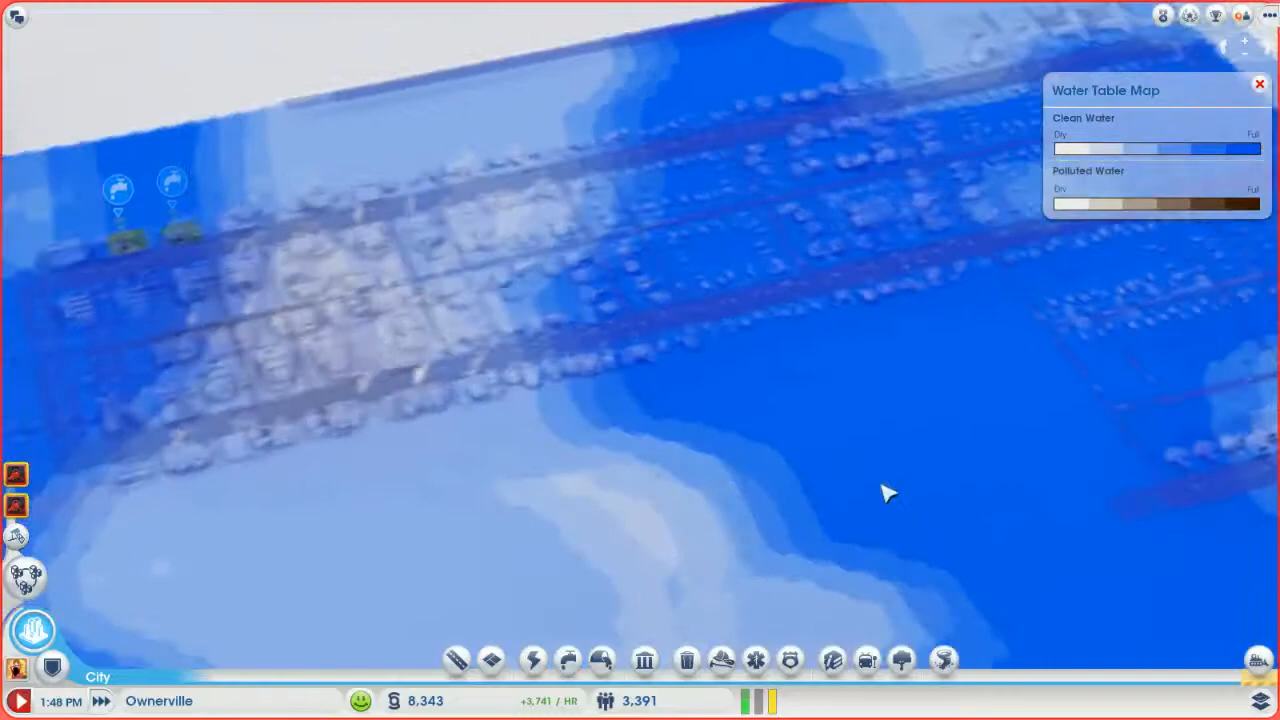 Water Table Map
Clean Water
Dry Full
Polluted Water
Dry Full
City
1:48 PM Ownerville 8,343 +3,741 / HR 3,391